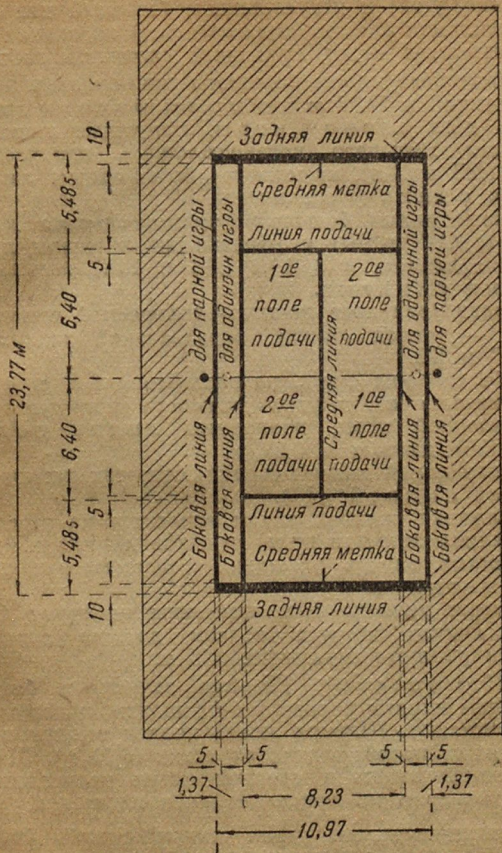 Задняя линия
Средняя метка
Линия подачи
1ое
поле
подачи
2ое
поле
подачи
Средняя линия
2ое
поле
подачи
1ое
поле
подачи
Линия подачи
Средняя метка
Задняя линия
Боковая линия для парной игры
Боковая линия для одиночн игры
Боковая линия для одиночной игры
Боковая линия для парной игры
23,77 м
10
5,485
5
6,40
6,40
5
5,485
10
5 5 5 5
1,37 8,23 1,37
10,97